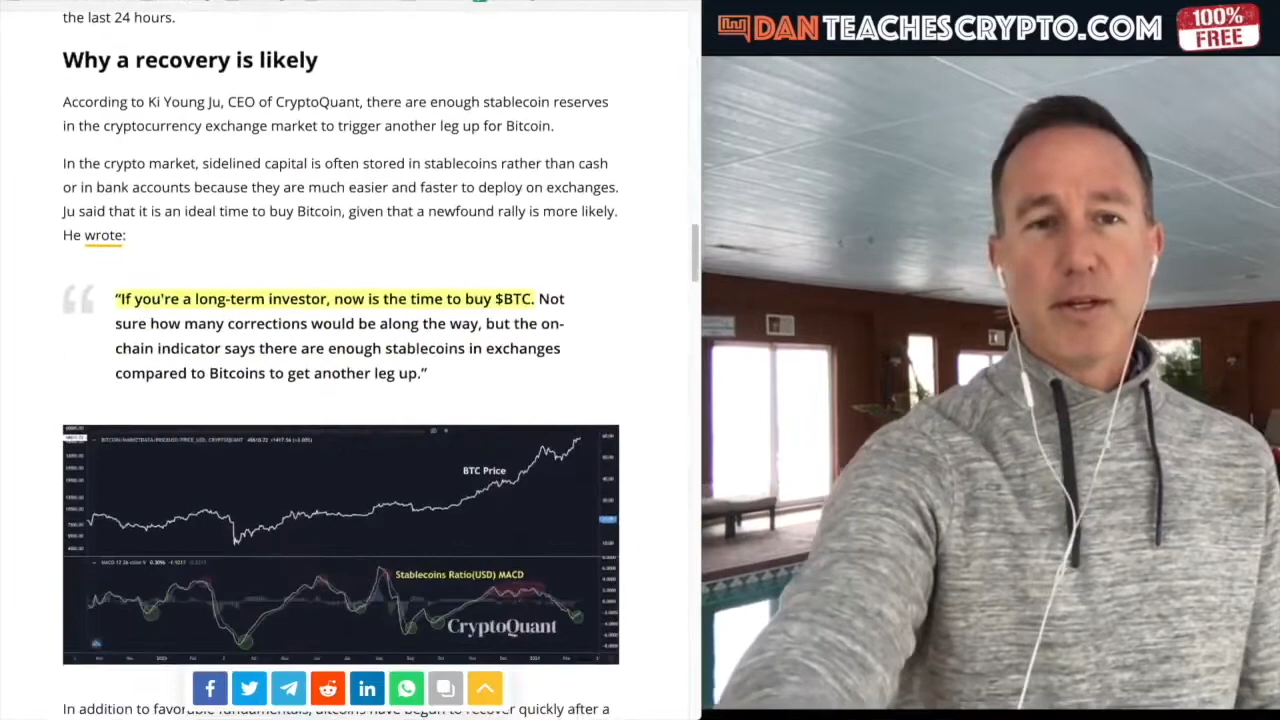 the last 24 hours.
Why a recovery is likely
According to Ki Young Ju, CEO of CryptoQuant, there are enough stablecoin reserves
in the cryptocurrency exchange market to trigger another leg up for Bitcoin.
In the crypto market, sidelined capital is often stored in stablecoins rather than cash
or in bank accounts because they are much easier and faster to deploy on exchanges.
Ju said that it is an ideal time to buy Bitcoin, given that a newfound rally is more likely.
He wrote:
“If you're a long-term investor, now is the time to buy $BTC. Not
sure how many corrections would be along the way, but the on-
chain indicator says there are enough stablecoins in exchanges
compared to Bitcoins to get another leg up.”
BTC Price
Stablecoins Ratio(USD) MACD
CryptoQuant
In addition to favorable fundamentals, Bitcoins have begun to recover quickly after a
DANTEACHESCRYPTO.COM
100%
FREE